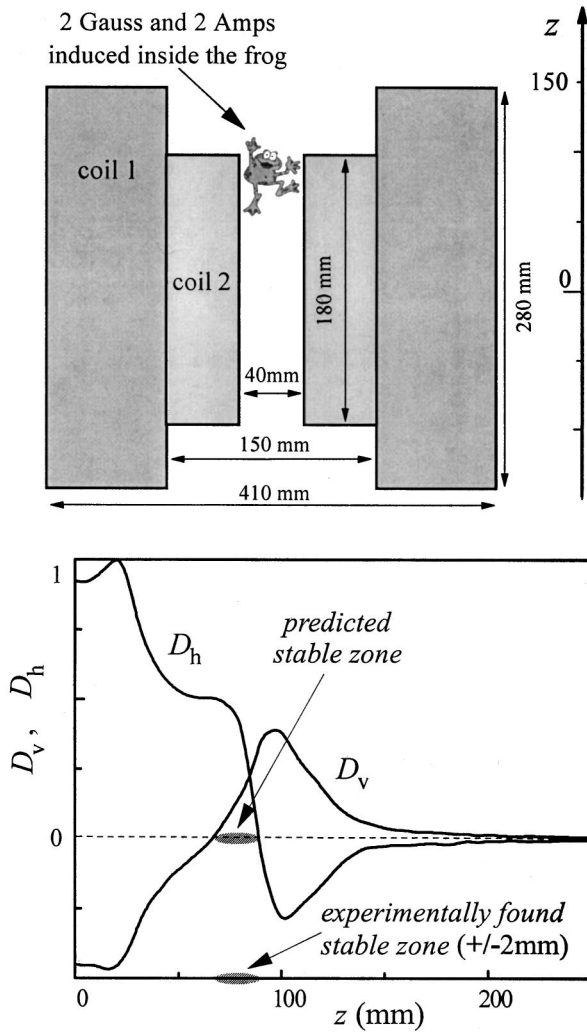 2 Gauss and 2 Amps
induced inside the frog
z
150
coil 1
coil 2
180 mm
0
280 mm
40mm
150 mm
410 mm
1
predicted
stable zone
D_h
D_v , D_h
D_v
0
experimentally found
stable zone (+/-2mm)
0
100
200
z (mm)